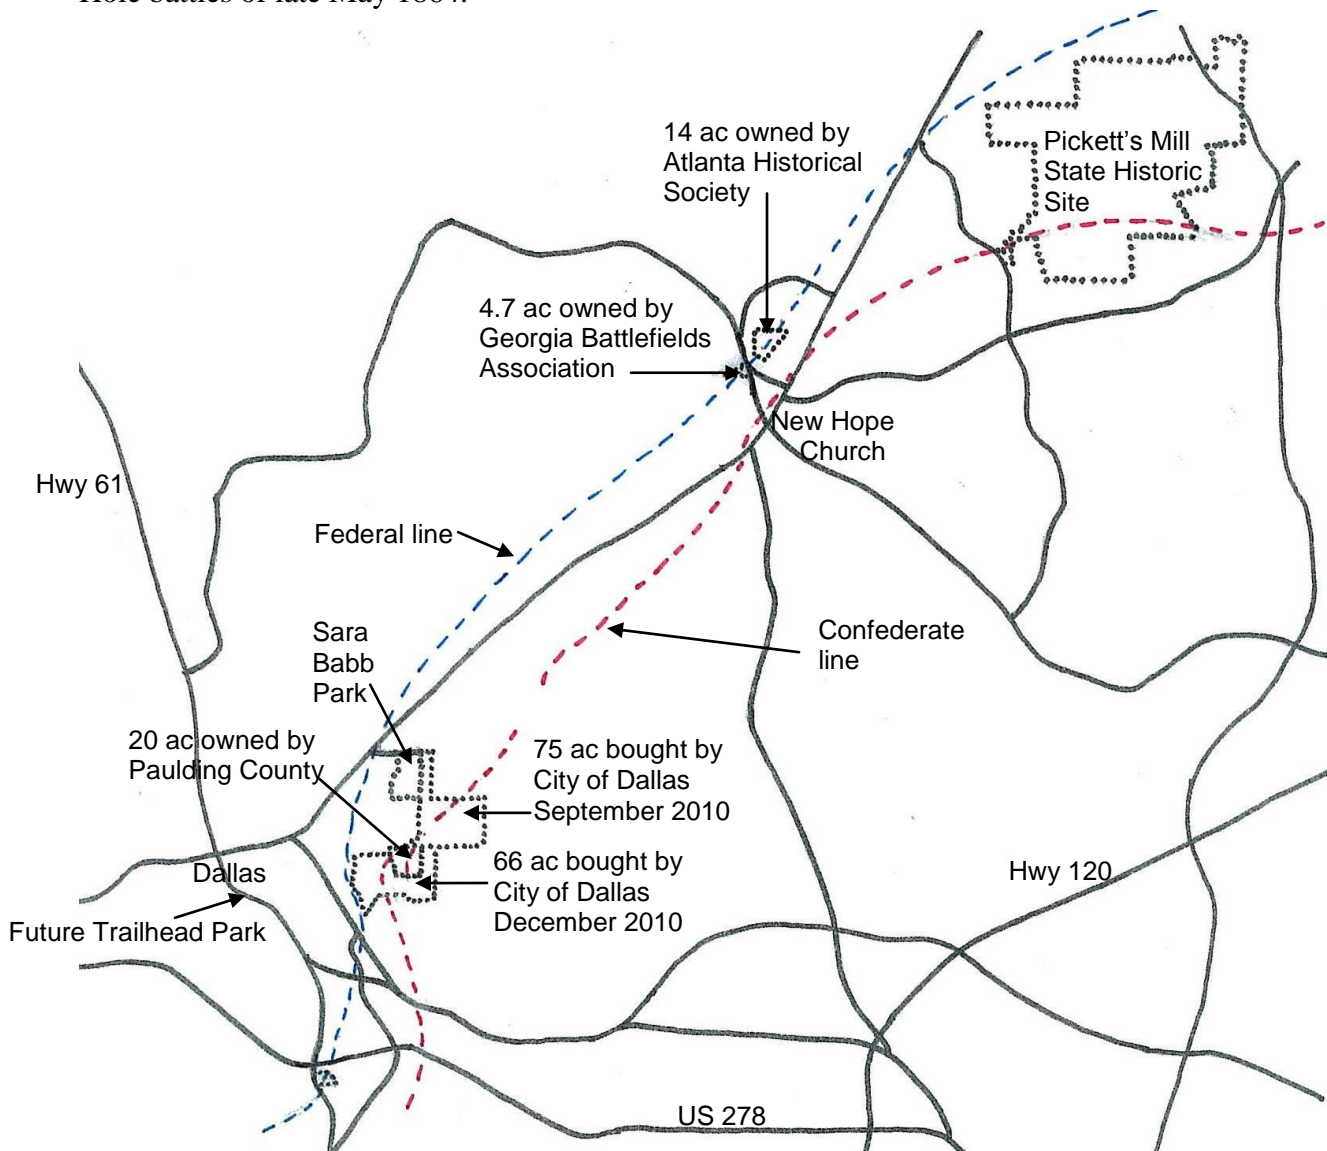 Hole battles of late May 1864.
14 ac owned by
Atlanta Historical
Society
Pickett's Mill
State Historic
Site
4.7 ac owned by
Georgia Battlefields
Association
New Hope
Church
Hwy 61
Federal line
Sara
Babb
Park
Confederate
line
20 ac owned by
Paulding County
75 ac bought by
City of Dallas
September 2010
66 ac bought by
City of Dallas
December 2010
Dallas
Hwy 120
Future Trailhead Park
US 278